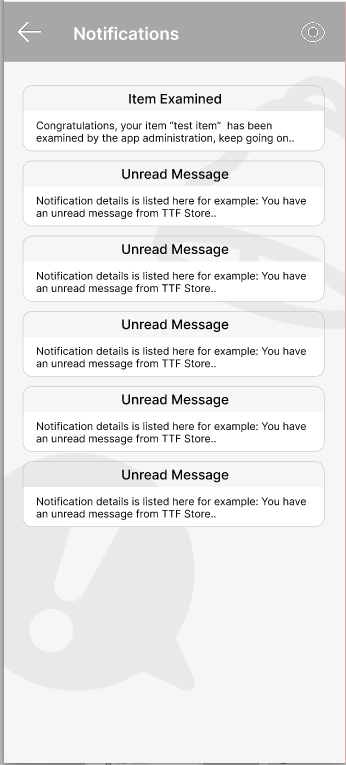 Notifications
Item Examined
Congratulations, your item “test item” has been
examined by the app administration, keep going on..
Unread Message
Notification details is listed here for example: You have
an unread message from TTF Store..
Unread Message
Notification details is listed here for example: You have
an unread message from TTF Store..
Unread Message
Notification details is listed here for example: You have
an unread message from TTF Store..
Unread Message
Notification details is listed here for example: You have
an unread message from TTF Store..
Unread Message
Notification details is listed here for example: You have
an unread message from TTF Store..